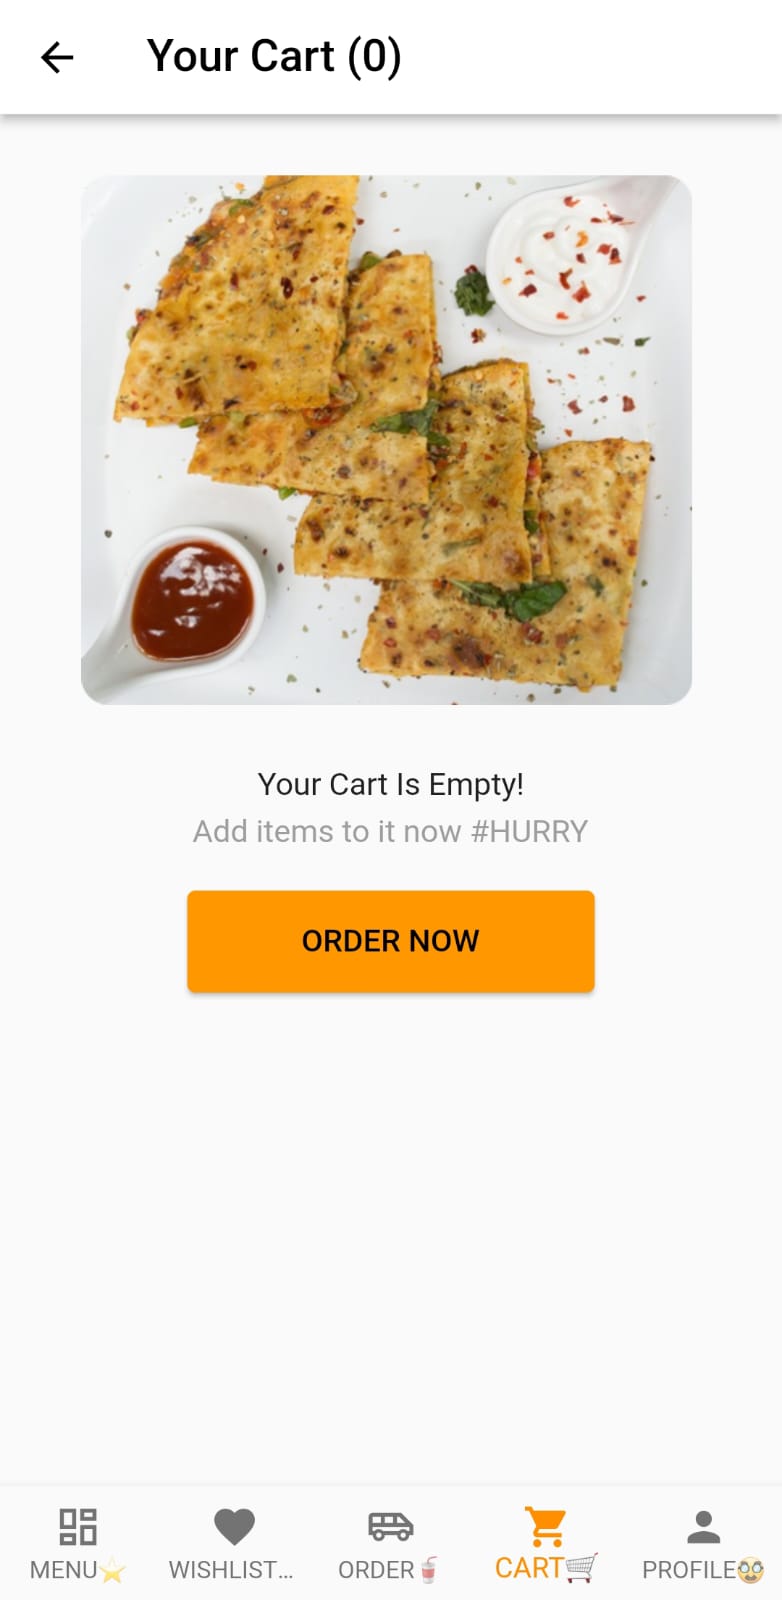 Your Cart (0)
Your Cart Is Empty!
Add items to it now #HURRY
ORDER NOW
MENU⭐ WISHLIST... ORDER🥤 CART🛒 PROFILE🥸